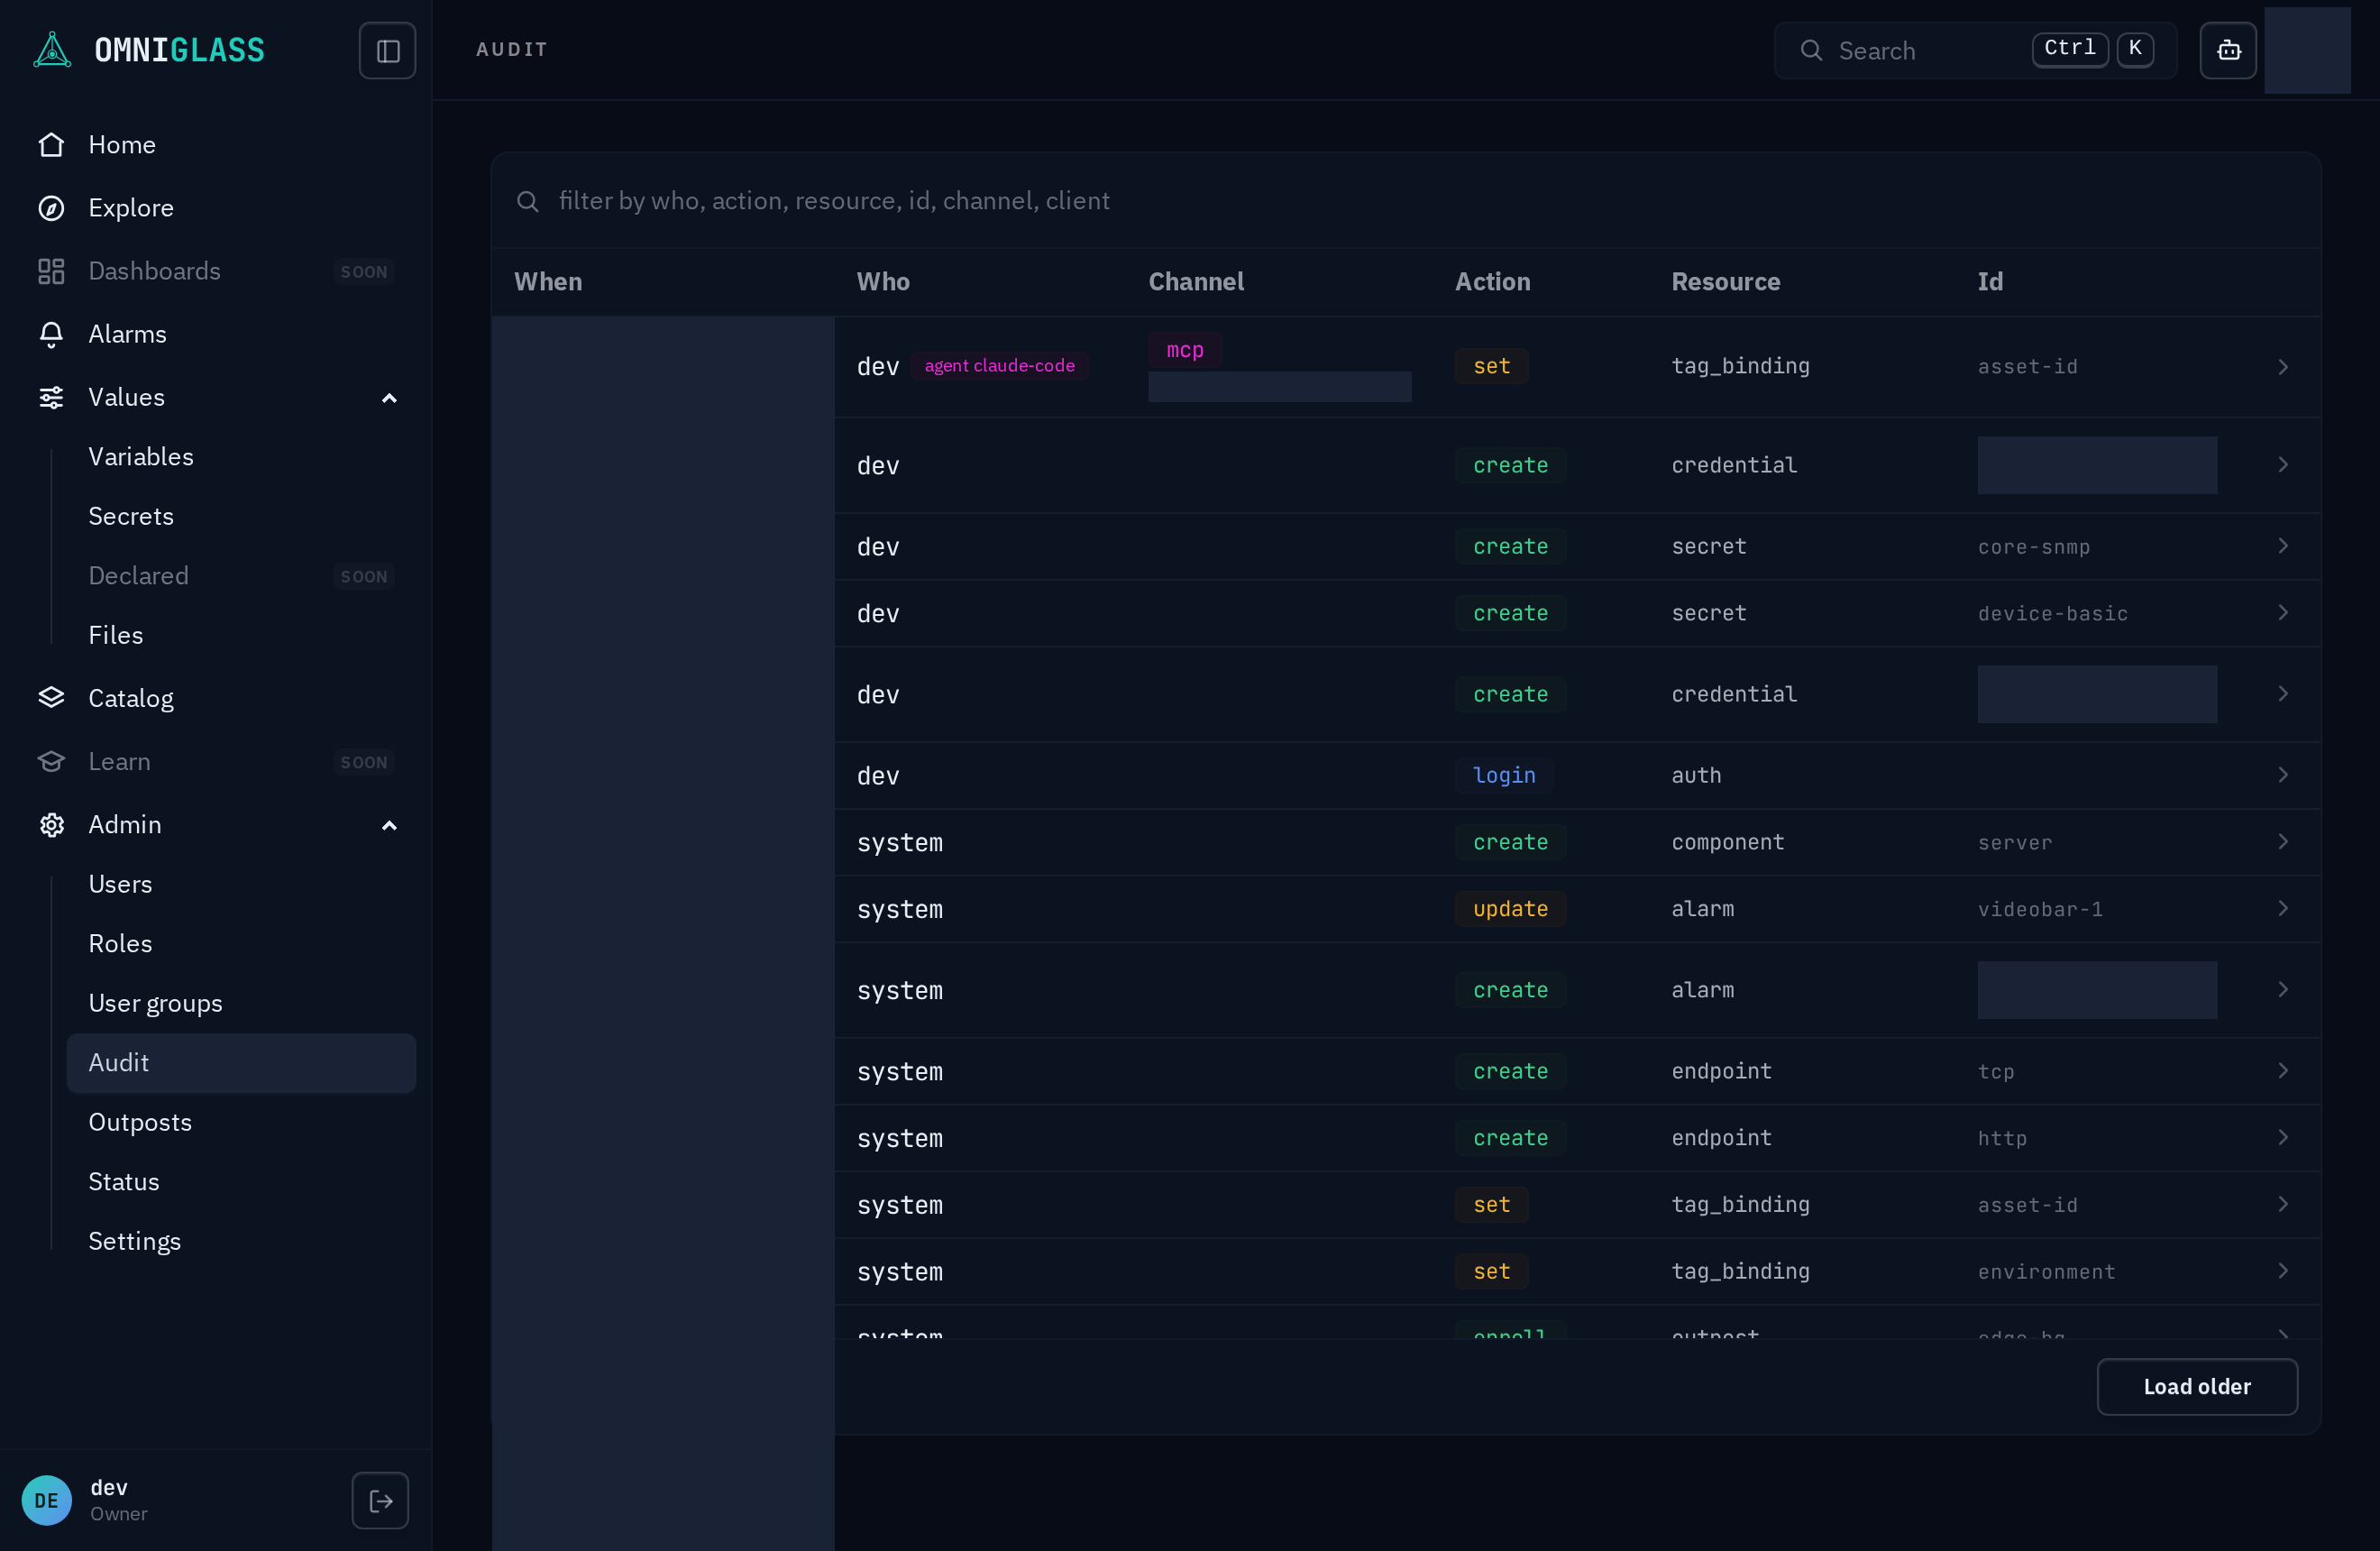 OMNIGLASS
Home
Explore
Dashboards SOON
Alarms
Values
Variables
Secrets
Declared SOON
Files
Catalog
Learn SOON
Admin
Users
Roles
User groups
Audit
Outposts
Status
Settings
DE dev
Owner
AUDIT
Search Ctrl K
filter by who, action, resource, id, channel, client
When Who Channel Action Resource Id
dev agent claude-code mcp set tag_binding asset-id
dev create credential
dev create secret core-snmp
dev create secret device-basic
dev create credential
dev login auth
system create component server
system update alarm videobar-1
system create alarm
system create endpoint tcp
system create endpoint http
system set tag_binding asset-id
system set tag_binding environment
system enroll outpost edge-hq
Load older